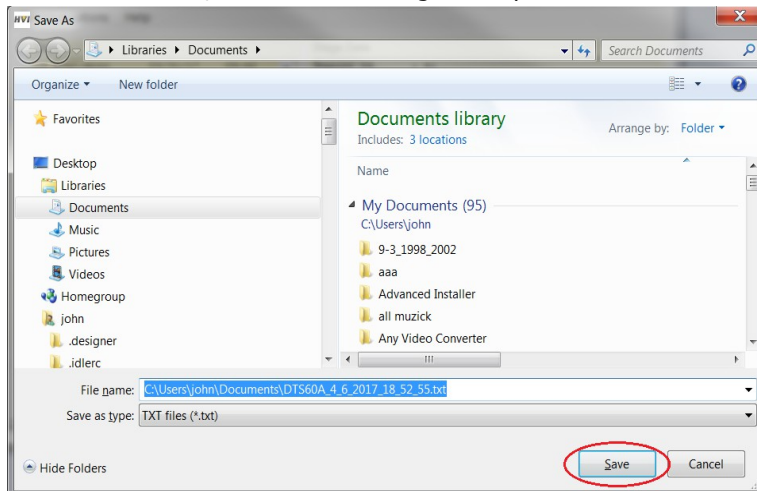 HVI Save As
Libraries Documents
Search Documents
Organize New folder
Favorites
Desktop
Libraries
Documents
Music
Pictures
Videos
Homegroup
john
.designer
.idlerc
Documents library
Includes: 3 locations
Arrange by: Folder
Name
My Documents (95)
C:\Users\john
9-3_1998_2002
aaa
Advanced Installer
all muzick
Any Video Converter
File name: C:\Users\john\Documents\DTS60A_4_6_2017_18_52_55.txt
Save as type: TXT files (*.txt)
Hide Folders
Save Cancel